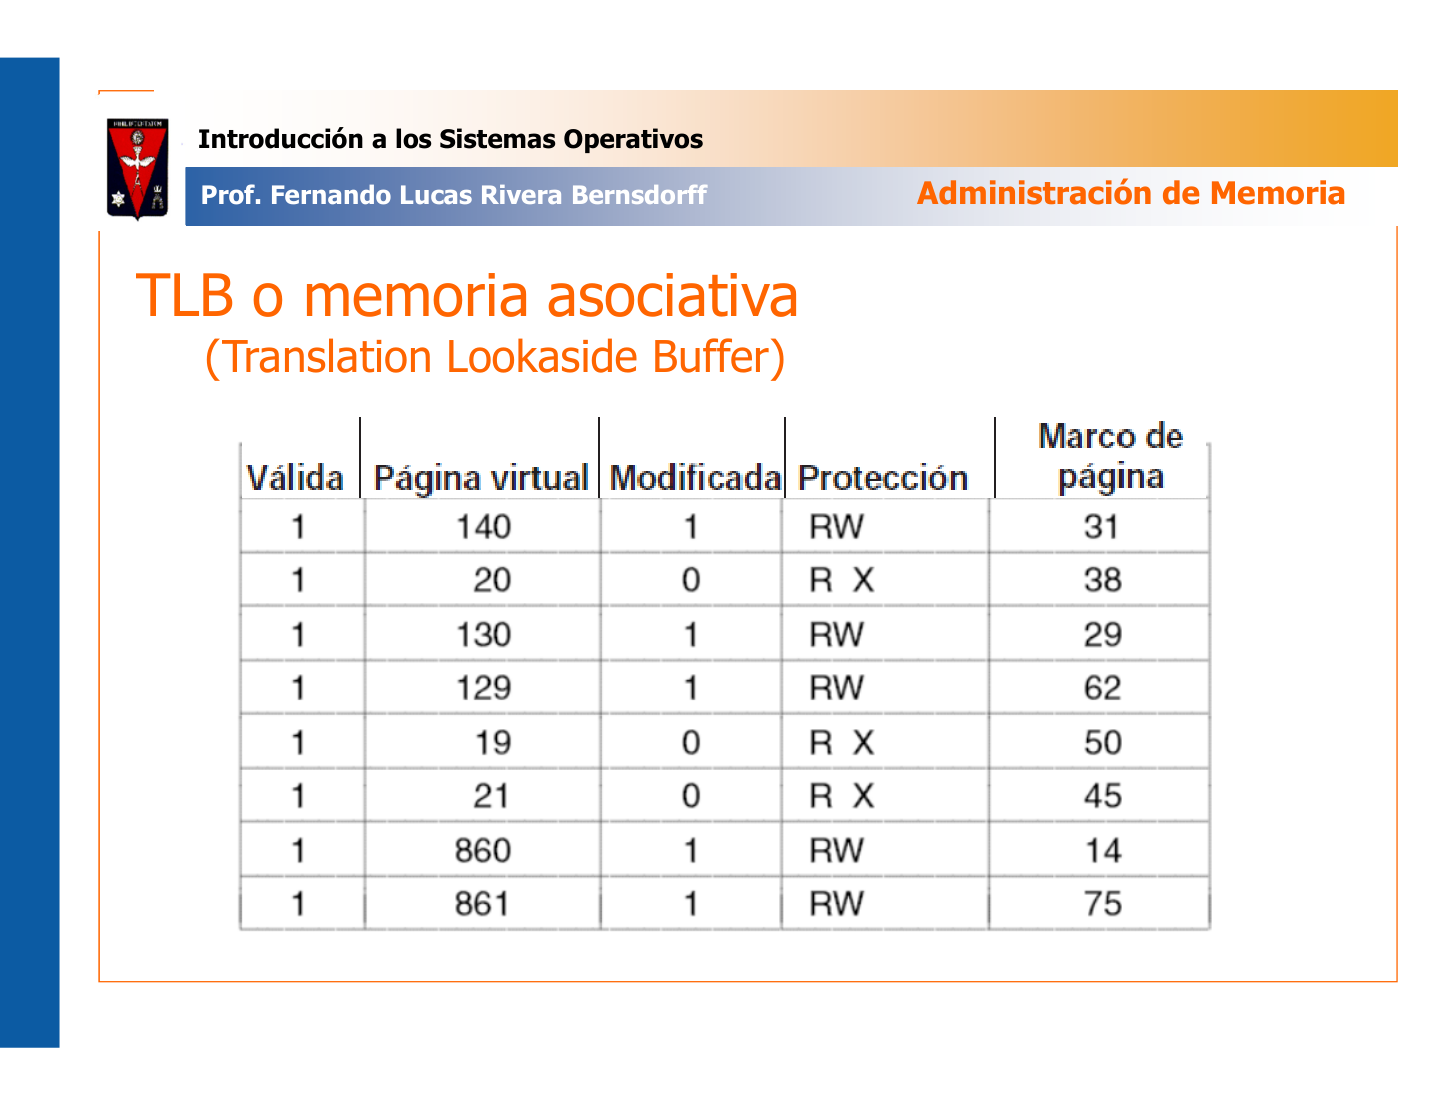 Introducción a los Sistemas Operativos
Prof. Fernando Lucas Rivera Bernsdorff
Administración de Memoria
TLB o memoria asociativa
(Translation Lookaside Buffer)
Válida Página virtual Modificada Protección Marco de página
1 140 1 RW 31
1 20 0 R X 38
1 130 1 RW 29
1 129 1 RW 62
1 19 0 R X 50
1 21 0 R X 45
1 860 1 RW 14
1 861 1 RW 75